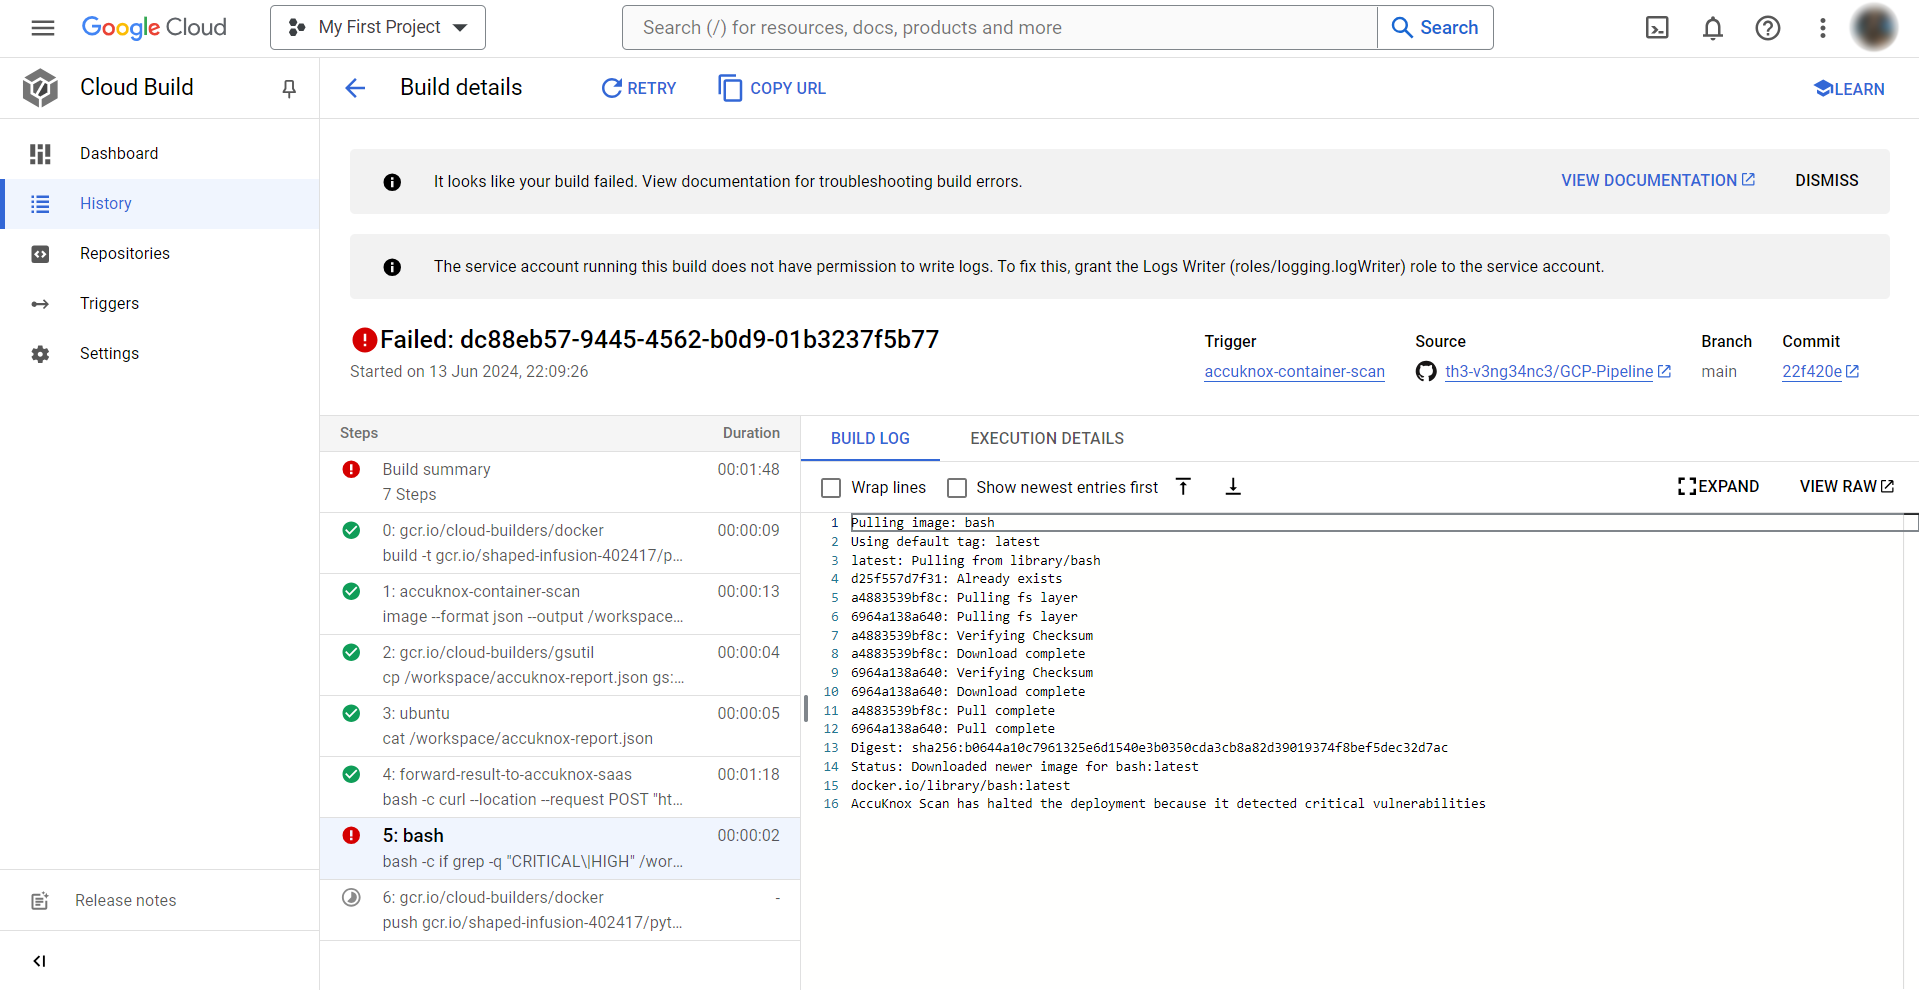 Google Cloud
My First Project
Search (/) for resources, docs, products and more
Search
Cloud Build
Build details
RETRY
COPY URL
LEARN
Dashboard
History
Repositories
Triggers
Settings
Release notes
It looks like your build failed. View documentation for troubleshooting build errors.
VIEW DOCUMENTATION
DISMISS
The service account running this build does not have permission to write logs. To fix this, grant the Logs Writer (roles/logging.logWriter) role to the service account.
Failed: dc88eb57-9445-4562-b0d9-01b3237f5b77
Started on 13 Jun 2024, 22:09:26
Trigger
accuknox-container-scan
Source
th3-v3ng34nc3/GCP-Pipeline
Branch
main
Commit
22f420e
Steps Duration
Build summary 00:01:48
7 Steps
0: gcr.io/cloud-builders/docker 00:00:09
build -t gcr.io/shaped-infusion-402417/p...
1: accuknox-container-scan 00:00:13
image --format json --output /workspace...
2: gcr.io/cloud-builders/gsutil 00:00:04
cp /workspace/accuknox-report.json gs:...
3: ubuntu 00:00:05
cat /workspace/accuknox-report.json
4: forward-result-to-accuknox-saas 00:01:18
bash -c curl --location --request POST "ht...
5: bash 00:00:02
bash -c if grep -q "CRITICAL\|HIGH" /wor...
6: gcr.io/cloud-builders/docker -
push gcr.io/shaped-infusion-402417/pyt...
BUILD LOG
EXECUTION DETAILS
Wrap lines
Show newest entries first
EXPAND
VIEW RAW
1 Pulling image: bash
2 Using default tag: latest
3 latest: Pulling from library/bash
4 d25f557d7f31: Already exists
5 a4883539bf8c: Pulling fs layer
6 6964a138a640: Pulling fs layer
7 a4883539bf8c: Verifying Checksum
8 a4883539bf8c: Download complete
9 6964a138a640: Verifying Checksum
10 6964a138a640: Download complete
11 a4883539bf8c: Pull complete
12 6964a138a640: Pull complete
13 Digest: sha256:b0644a10c7961325e6d1540e3b0350cda3cb8a82d39019374f8bef5dec32d7ac
14 Status: Downloaded newer image for bash:latest
15 docker.io/library/bash:latest
16 AccuKnox Scan has halted the deployment because it detected critical vulnerabilities